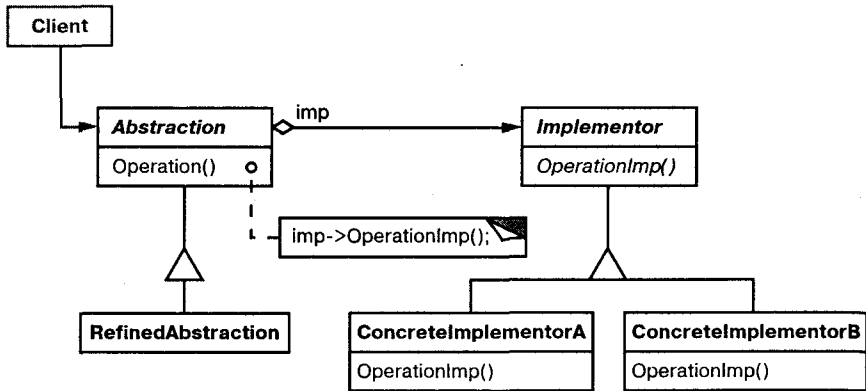 Client
imp
Abstraction
Implementor
Operation()
OperationImp()
imp->OperationImp();
RefinedAbstraction
ConcreteImplementorA
ConcreteImplementorB
OperationImp()
OperationImp()